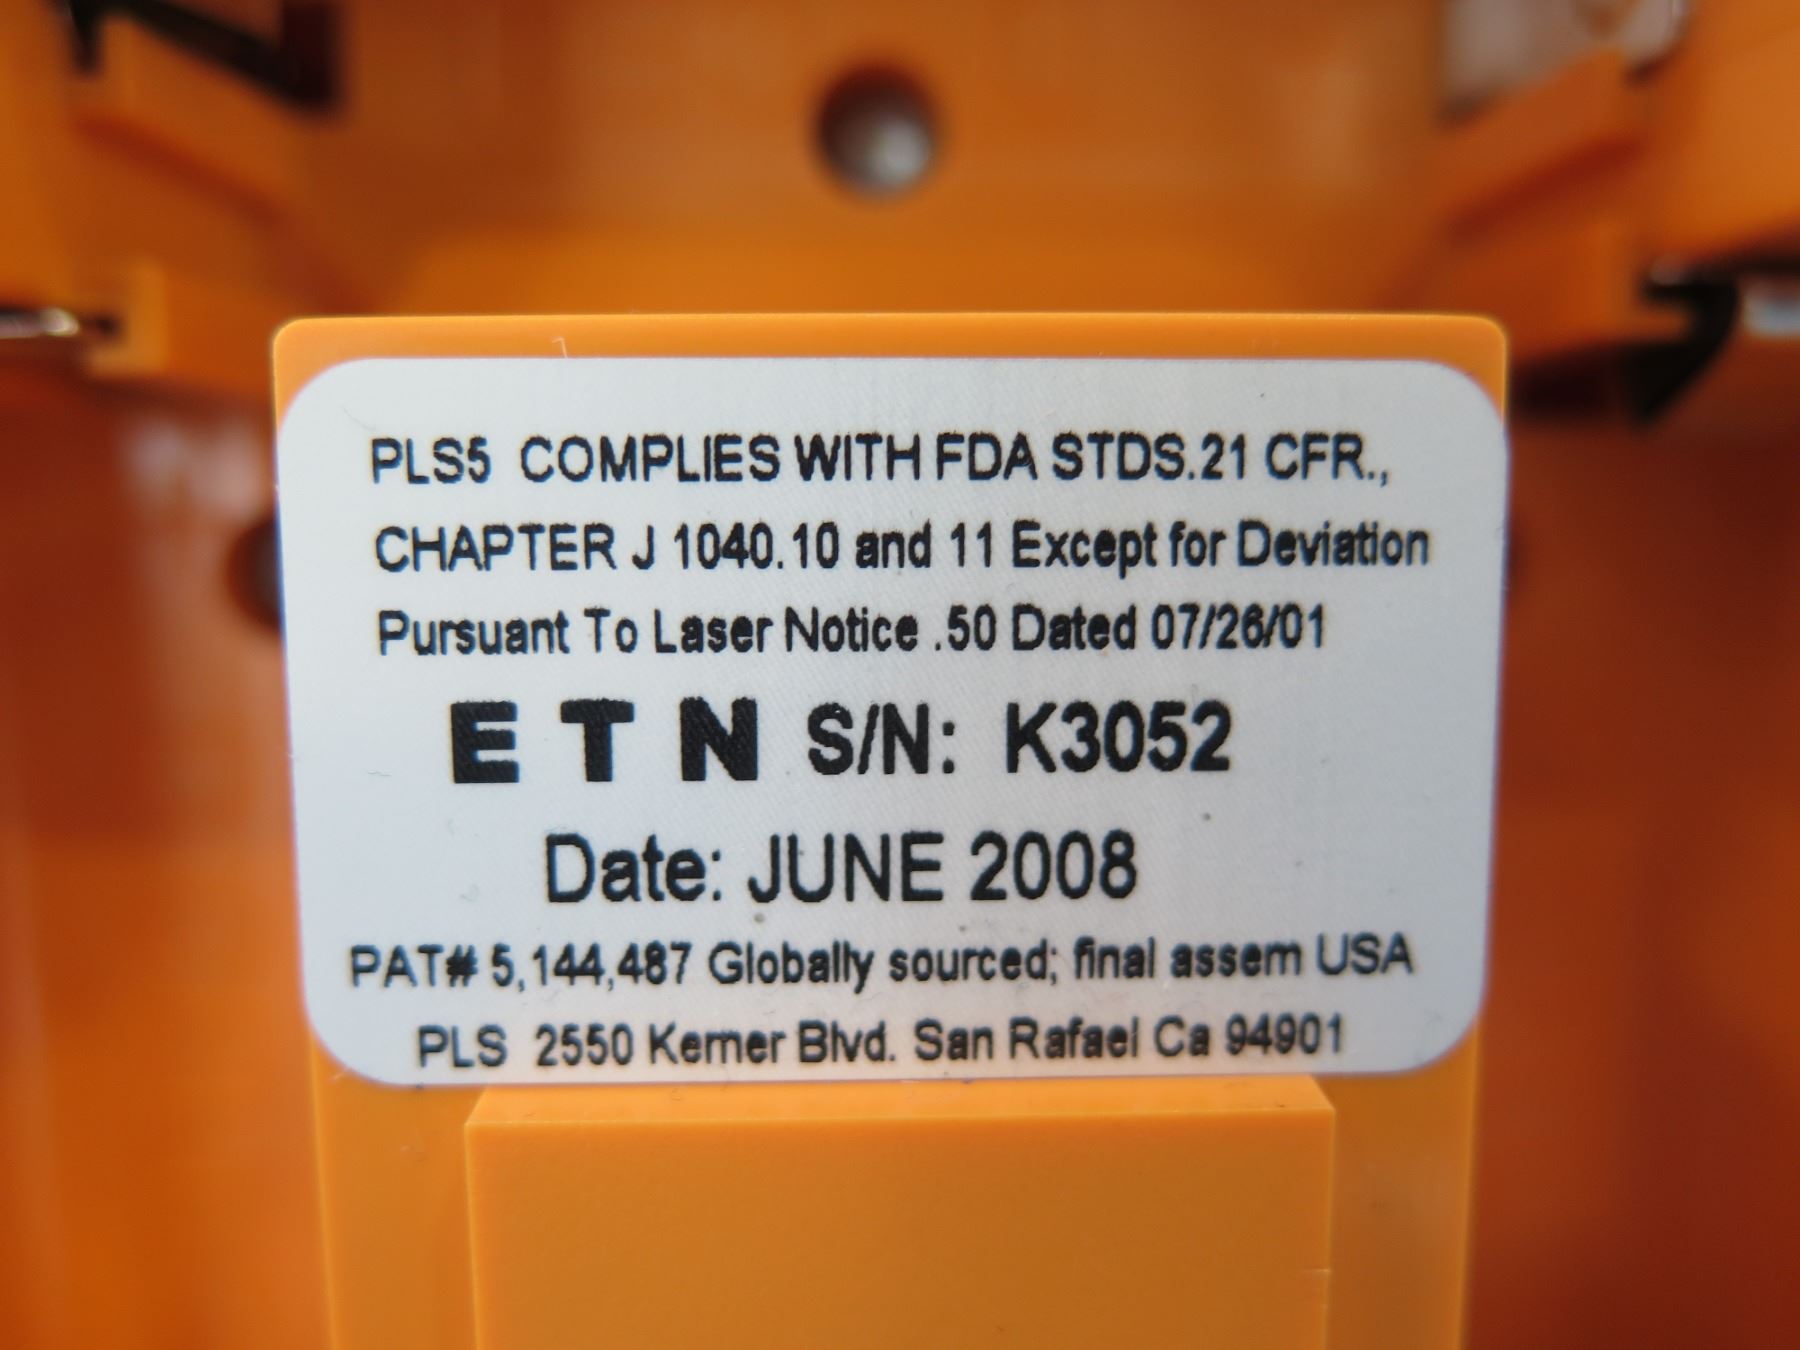 PLS5 COMPLIES WITH FDA STDS.21 CFR.,
CHAPTER J 1040.10 and 11 Except for Deviation
Pursuant To Laser Notice .50 Dated 07/26/01
ETN S/N: K3052
Date: JUNE 2008
PAT# 5,144,487 Globally sourced; final assem USA
PLS 2550 Kerner Blvd. San Rafael Ca 94901